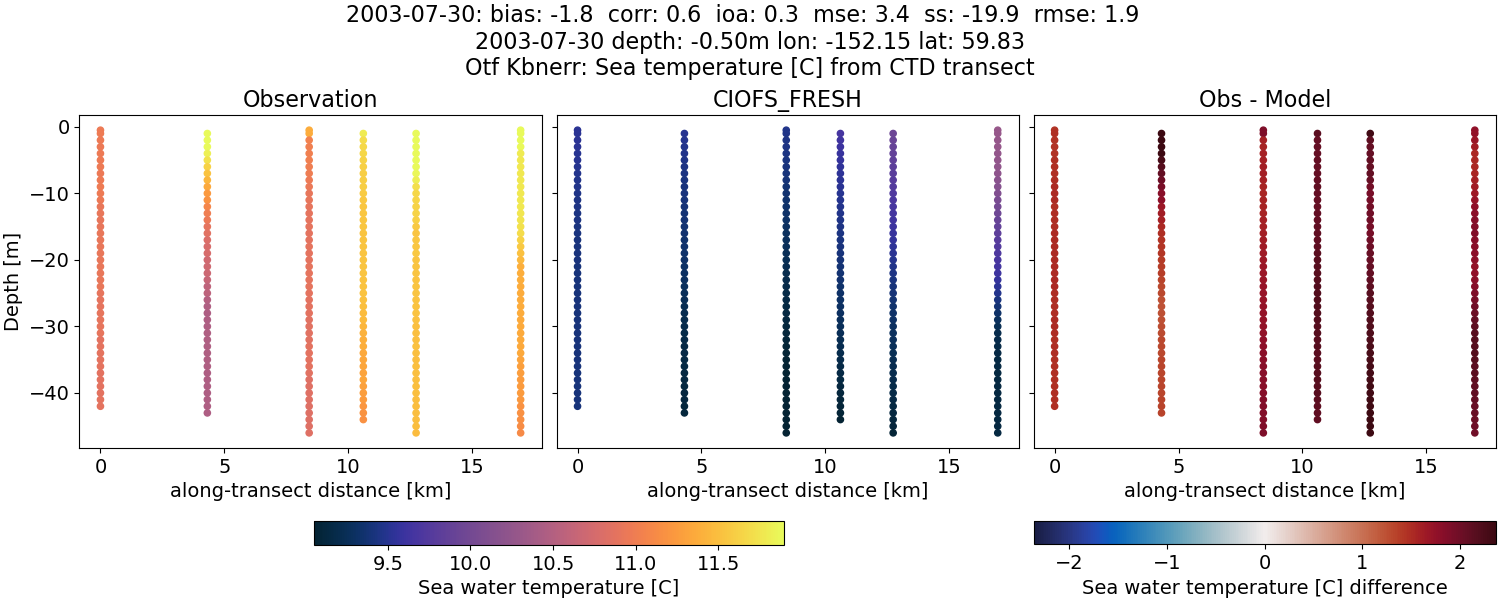 2003-07-30: bias: -1.8  corr: 0.6  ioa: 0.3  mse: 3.4  ss: -19.9  rmse: 1.9
2003-07-30 depth: -0.50m lon: -152.15 lat: 59.83
Otf Kbnerr: Sea temperature [C] from CTD transect
Observation
CIOFS_FRESH
Obs - Model
Depth [m]
0
−10
−20
−30
−40
0 5 10 15
0 5 10 15
0 5 10 15
along-transect distance [km]
along-transect distance [km]
along-transect distance [km]
9.5 10.0 10.5 11.0 11.5
Sea water temperature [C]
−2 −1 0 1 2
Sea water temperature [C] difference